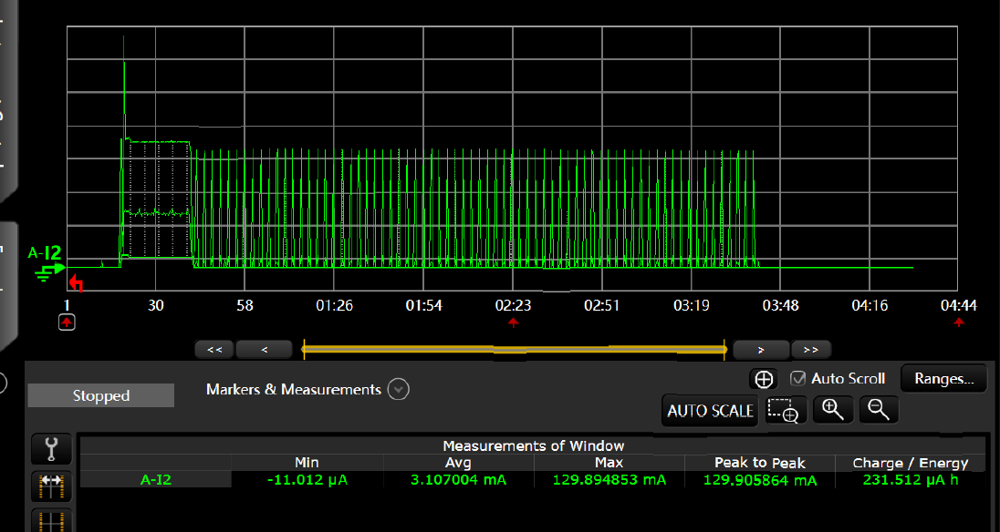 A-I2
1 30 58 01:26 01:54 02:23 02:51 03:19 03:48 04:16 04:44
<< < > >>
Stopped
Markers & Measurements
Auto Scroll
Ranges...
AUTO SCALE
Measurements of Window
Min Avg Max Peak to Peak Charge / Energy
A-I2 -11.012 µA 3.107004 mA 129.894853 mA 129.905864 mA 231.512 µA h